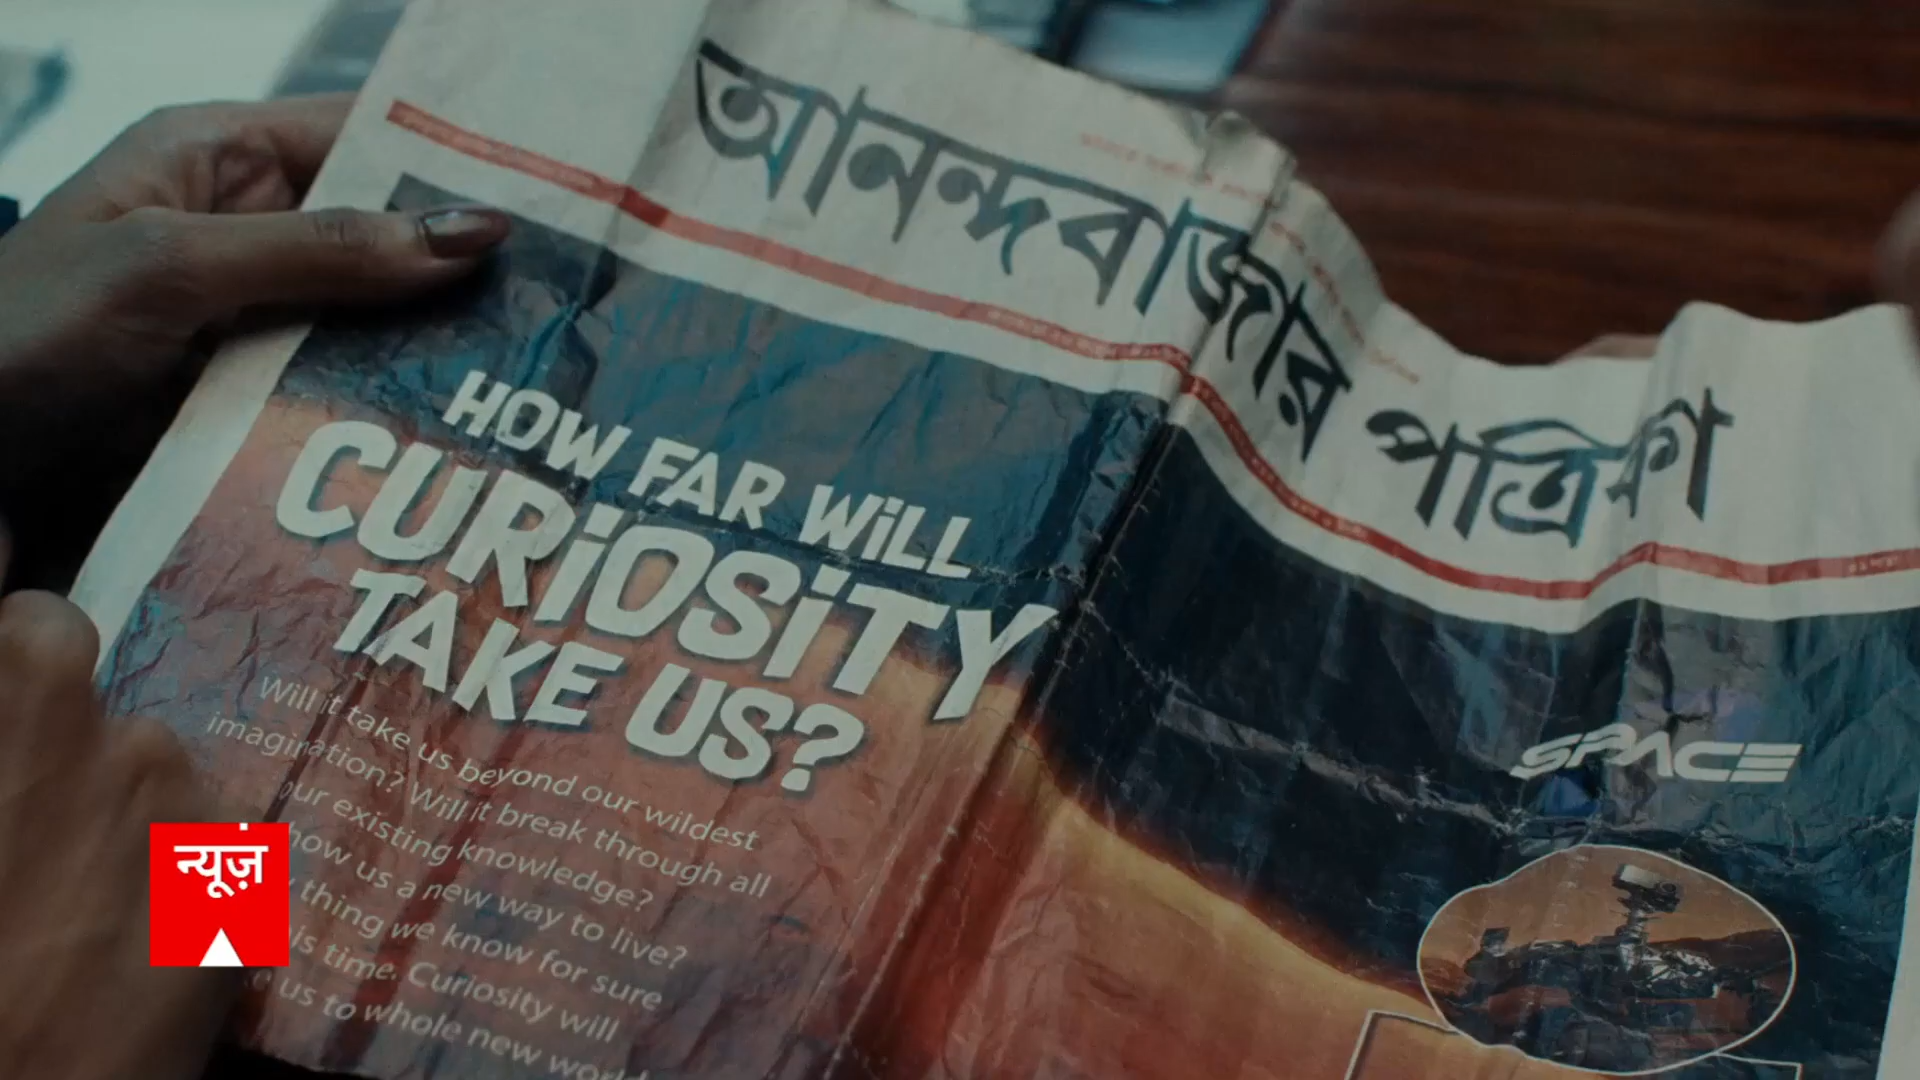 আনন্দবাজার পত্রিকা
HOW FAR WiLL
CURiOSiTY
TAKE US?
Will it take us beyond our wildest
imagination? Will it break through all
our existing knowledge?
how us a new way to live?
thing we know for sure
is time. Curiosity will
us to whole new
SPACE
न्यूज़